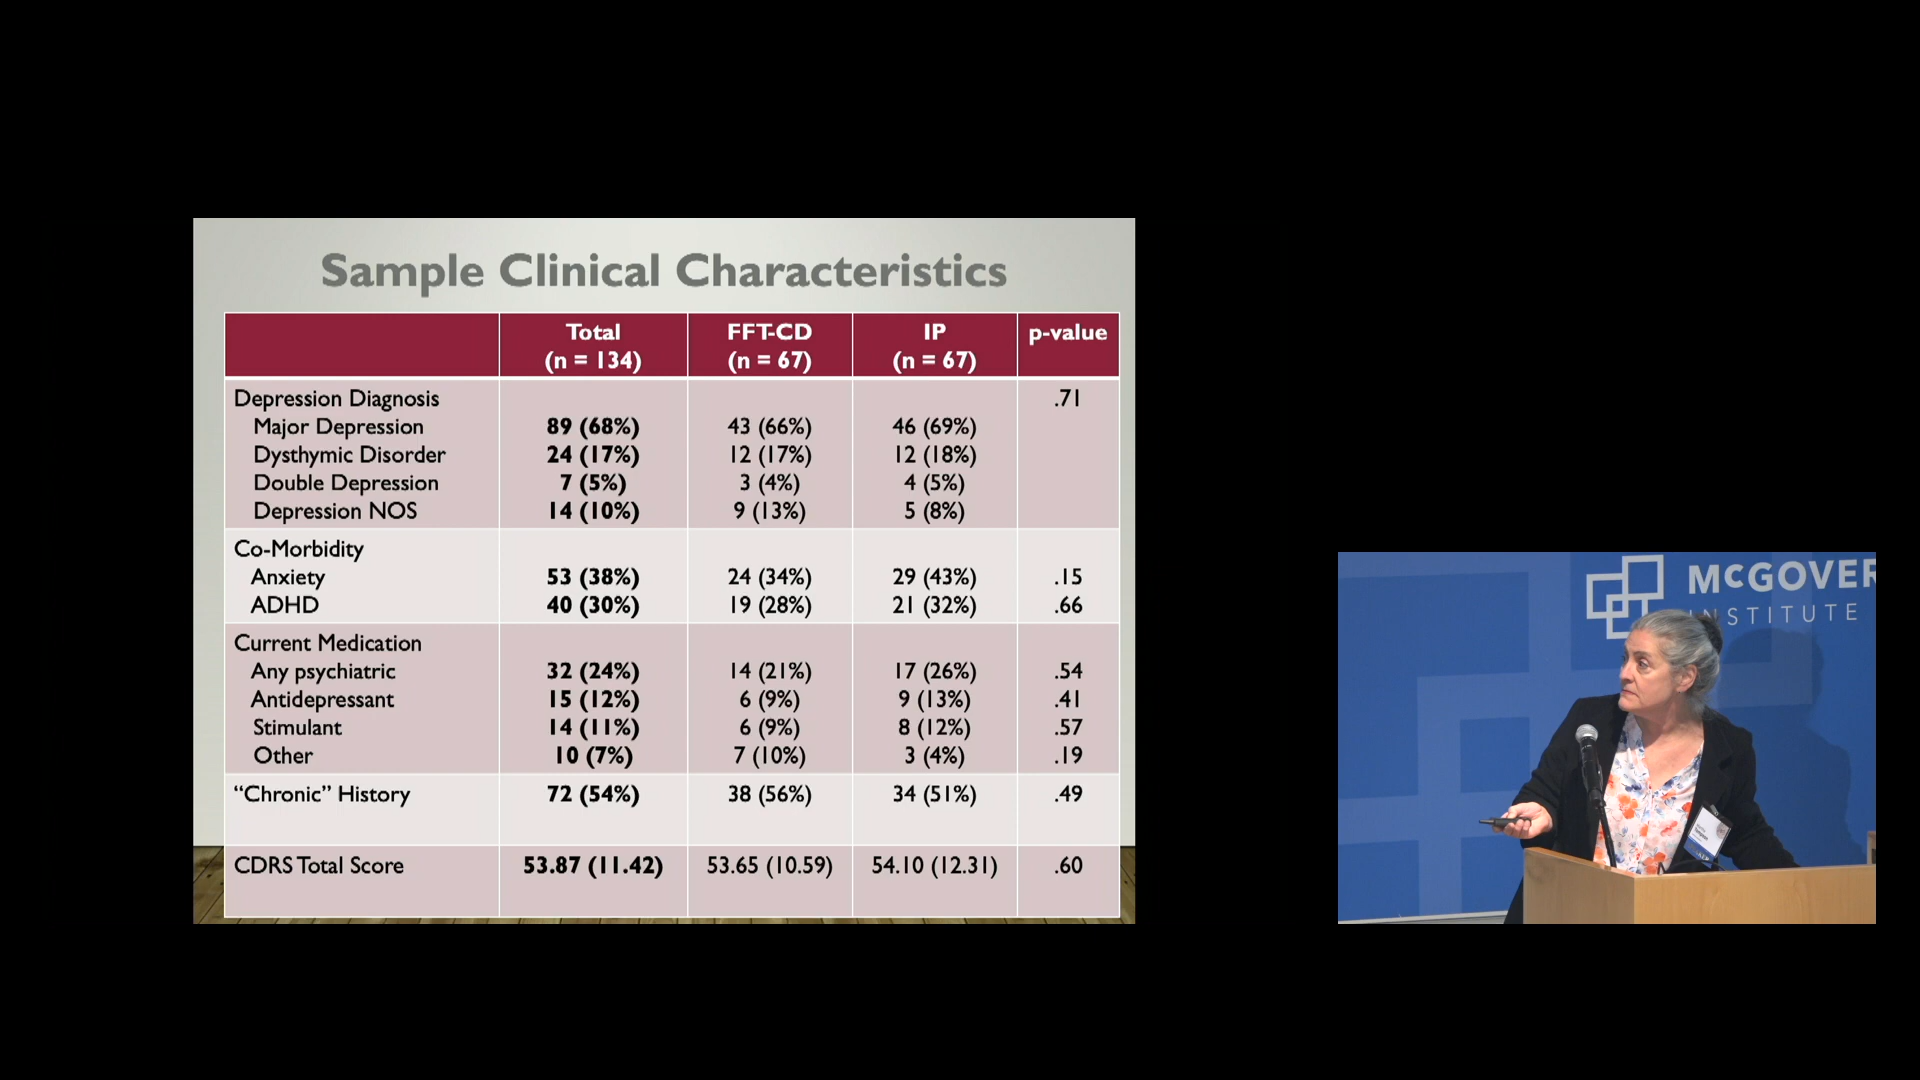 Sample Clinical Characteristics
Total (n = 134) FFT-CD (n = 67) IP (n = 67) p-value
Depression Diagnosis .71
Major Depression 89 (68%) 43 (66%) 46 (69%)
Dysthymic Disorder 24 (17%) 12 (17%) 12 (18%)
Double Depression 7 (5%) 3 (4%) 4 (5%)
Depression NOS 14 (10%) 9 (13%) 5 (8%)
Co-Morbidity
Anxiety 53 (38%) 24 (34%) 29 (43%) .15
ADHD 40 (30%) 19 (28%) 21 (32%) .66
Current Medication
Any psychiatric 32 (24%) 14 (21%) 17 (26%) .54
Antidepressant 15 (12%) 6 (9%) 9 (13%) .41
Stimulant 14 (11%) 6 (9%) 8 (12%) .57
Other 10 (7%) 7 (10%) 3 (4%) .19
“Chronic” History 72 (54%) 38 (56%) 34 (51%) .49
CDRS Total Score 53.87 (11.42) 53.65 (10.59) 54.10 (12.31) .60
McGOVER
INSTITUTE